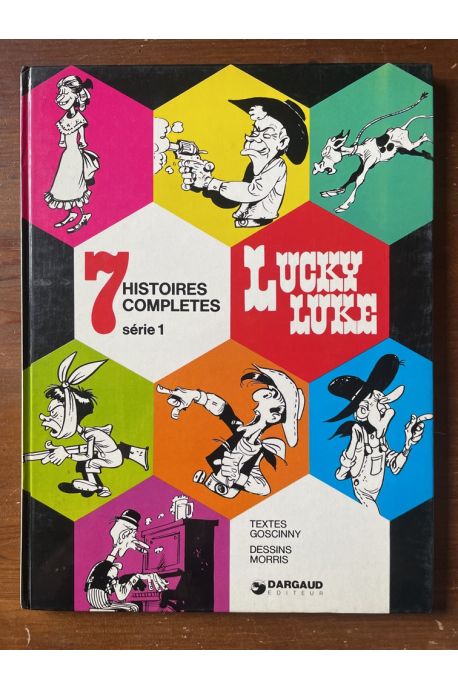 7
HISTOIRES
COMPLETES
série 1
LUCKY
LUKE
TEXTES
GOSCINNY
DESSINS
MORRIS
DARGAUD
EDITEUR